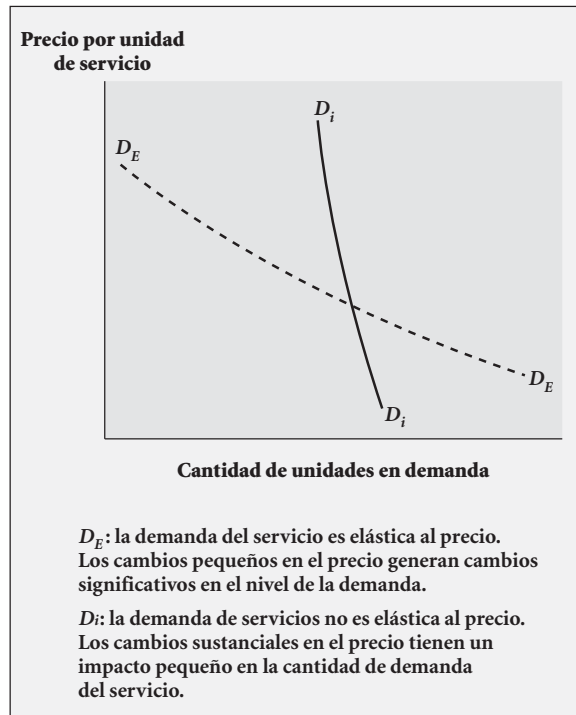 Precio por unidad
de servicio
D_i
D_E
D_E
D_i
Cantidad de unidades en demanda
D_E: la demanda del servicio es elástica al precio.
Los cambios pequeños en el precio generan cambios
significativos en el nivel de la demanda.
Di: la demanda de servicios no es elástica al precio.
Los cambios sustanciales en el precio tienen un
impacto pequeño en la cantidad de demanda
del servicio.